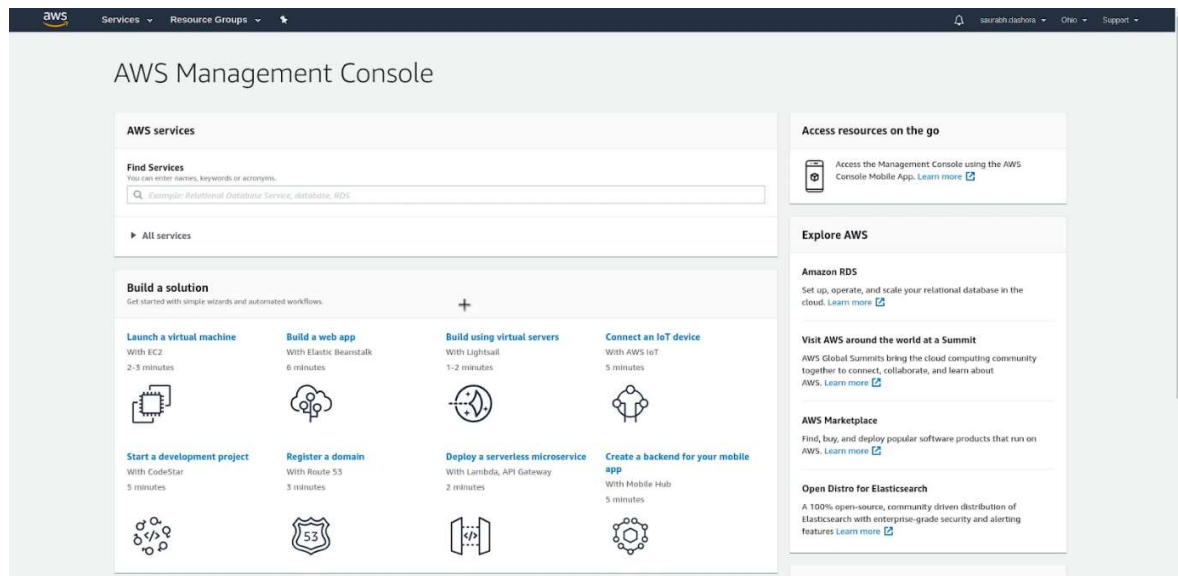 aws
Services
Resource Groups
saurabh.dashora
Ohio
Support
AWS Management Console
AWS services
Find Services
You can enter names, keywords or acronyms.
Example: Relational Database Service, database, RDS
All services
Build a solution
Get started with simple wizards and automated workflows.
Launch a virtual machine
With EC2
2-3 minutes
Build a web app
With Elastic Beanstalk
6 minutes
Build using virtual servers
With Lightsail
1-2 minutes
Connect an IoT device
With AWS IoT
5 minutes
Start a development project
With CodeStar
5 minutes
Register a domain
With Route 53
3 minutes
53
Deploy a serverless microservice
With Lambda, API Gateway
2 minutes
</>
Create a backend for your mobile
app
With Mobile Hub
5 minutes
</>
Access resources on the go
Access the Management Console using the AWS
Console Mobile App. Learn more
Explore AWS
Amazon RDS
Set up, operate, and scale your relational database in the
cloud. Learn more
Visit AWS around the world at a Summit
AWS Global Summits bring the cloud computing community
together to connect, collaborate, and learn about
AWS. Learn more
AWS Marketplace
Find, buy, and deploy popular software products that run on
AWS. Learn more
Open Distro for Elasticsearch
A 100% open-source, community driven distribution of
Elasticsearch with enterprise-grade security and alerting
features Learn more